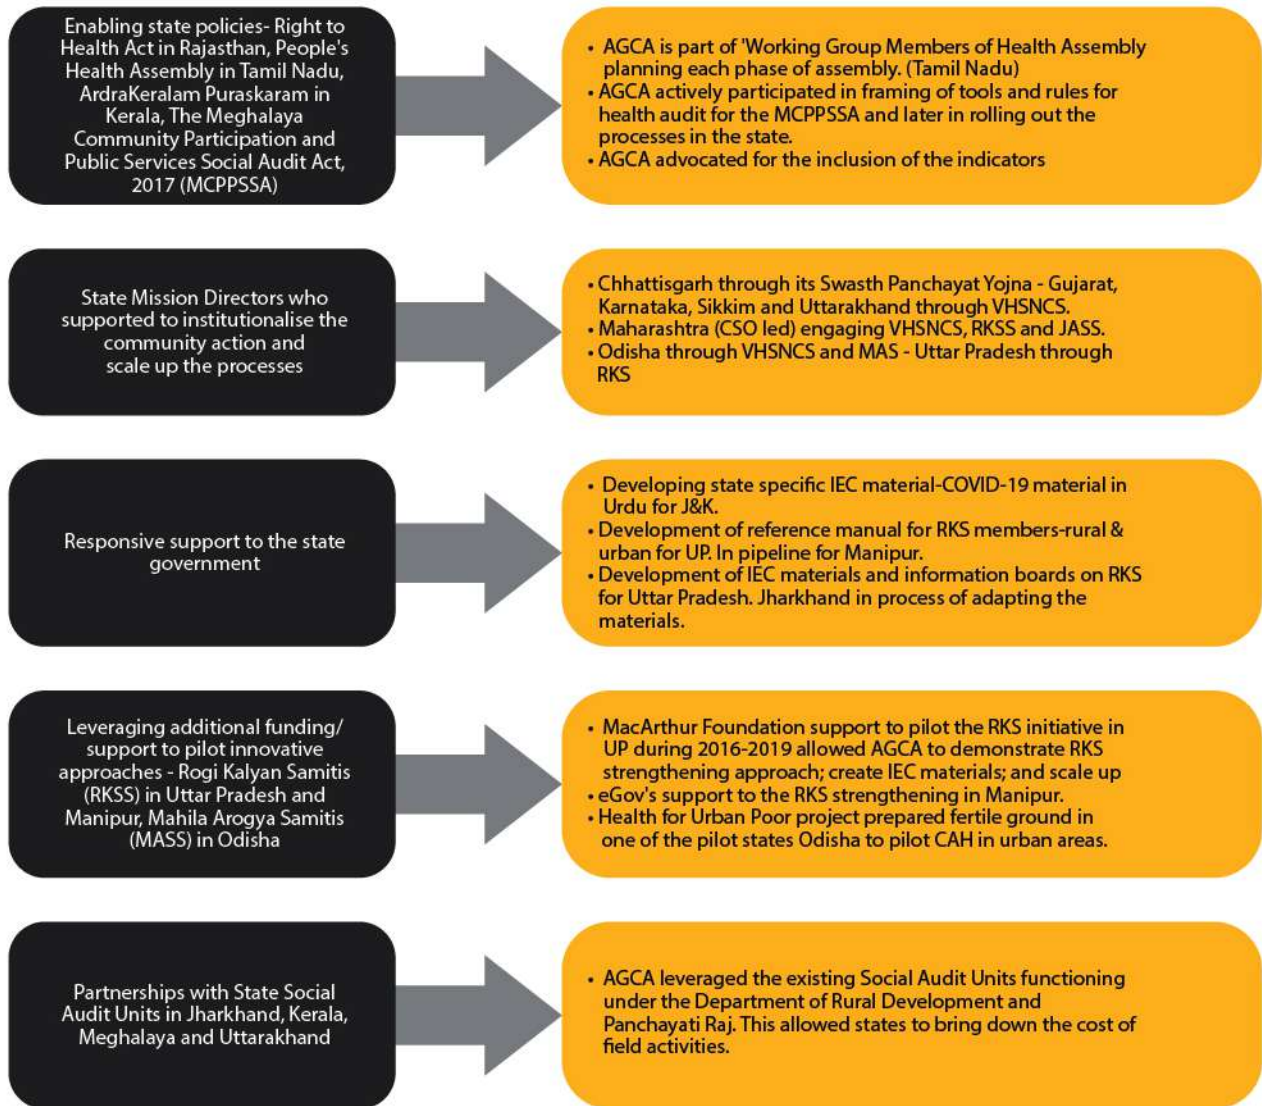 Enabling state policies- Right to
Health Act in Rajasthan, People's
Health Assembly in Tamil Nadu,
ArdraKeralam Puraskaram in
Kerala, The Meghalaya
Community Participation and
Public Services Social Audit Act,
2017 (MCPPSSA)
• AGCA is part of 'Working Group Members of Health Assembly
planning each phase of assembly. (Tamil Nadu)
• AGCA actively participated in framing of tools and rules for
health audit for the MCPPSSA and later in rolling out the
processes in the state.
• AGCA advocated for the inclusion of the indicators
State Mission Directors who
supported to institutionalise the
community action and
scale up the processes
• Chhattisgarh through its Swasth Panchayat Yojna - Gujarat,
Karnataka, Sikkim and Uttarakhand through VHSNCS.
• Maharashtra (CSO led) engaging VHSNCS, RKSS and JASS.
• Odisha through VHSNCS and MAS - Uttar Pradesh through
RKS
Responsive support to the state
government
• Developing state specific IEC material-COVID-19 material in
Urdu for J&K.
• Development of reference manual for RKS members-rural &
urban for UP. In pipeline for Manipur.
• Development of IEC materials and information boards on RKS
for Uttar Pradesh. Jharkhand in process of adapting the
materials.
Leveraging additional funding/
support to pilot innovative
approaches - Rogi Kalyan Samitis
(RKSS) in Uttar Pradesh and
Manipur, Mahila Arogya Samitis
(MASS) in Odisha
• MacArthur Foundation support to pilot the RKS initiative in
UP during 2016-2019 allowed AGCA to demonstrate RKS
strengthening approach; create IEC materials; and scale up
• eGov's support to the RKS strengthening in Manipur.
• Health for Urban Poor project prepared fertile ground in
one of the pilot states Odisha to pilot CAH in urban areas.
Partnerships with State Social
Audit Units in Jharkhand, Kerala,
Meghalaya and Uttarakhand
• AGCA leveraged the existing Social Audit Units functioning
under the Department of Rural Development and
Panchayati Raj. This allowed states to bring down the cost of
field activities.